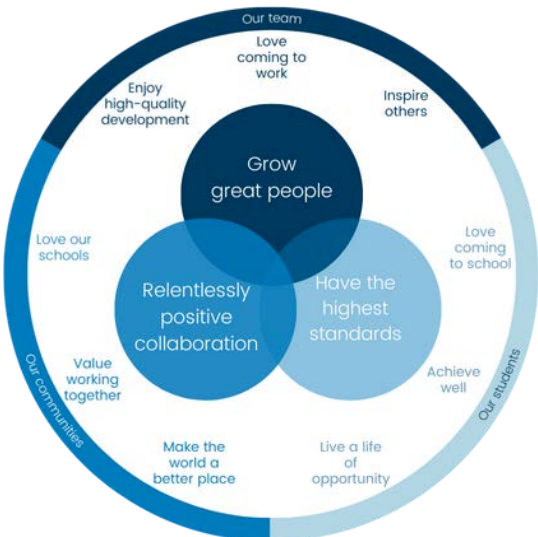 Our team
Love
coming to
work
Enjoy
high-quality
development
Inspire
others
Grow
great people
Love our
schools
Love
coming
to school
Relentlessly
positive
collaboration
Have the
highest
standards
Value
working
together
Achieve
well
Make the
world a
better place
Live a life
of
opportunity
Our communities
Our students